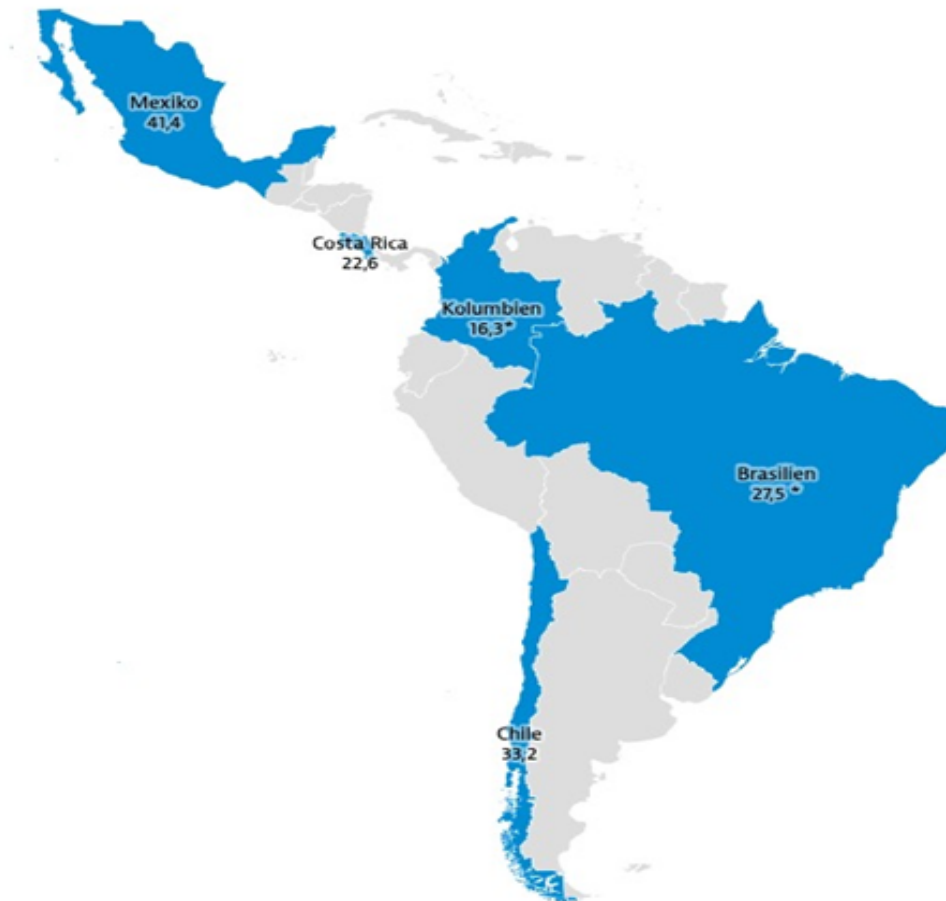 Mexiko
41,4
Costa Rica
22,6
Kolumbien
16,3*
Brasilien
27,5 *
Chile
33,2